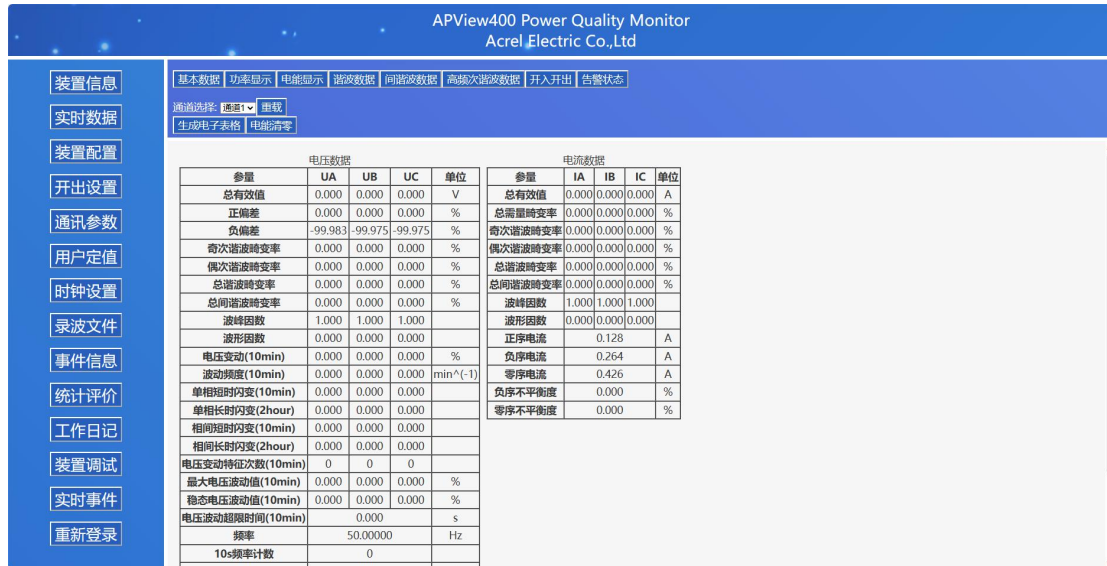 APView400 Power Quality Monitor
Acrel Electric Co.,Ltd
装置信息
实时数据
装置配置
开出设置
通讯参数
用户定值
时钟设置
录波文件
事件信息
统计评价
工作日记
装置调试
实时事件
重新登录
基本数据 功率显示 电能显示 谐波数据 间谐波数据 高频次谐波数据 开入开出 告警状态
通道选择: 通道1 重载
生成电子表格 电能清零
电压数据
参量 UA UB UC 单位
总有效值 0.000 0.000 0.000 V
正偏差 0.000 0.000 0.000 %
负偏差 -99.983 -99.975 -99.975 %
奇次谐波畸变率 0.000 0.000 0.000 %
偶次谐波畸变率 0.000 0.000 0.000 %
总谐波畸变率 0.000 0.000 0.000 %
总间谐波畸变率 0.000 0.000 0.000 %
波峰因数 1.000 1.000 1.000
波形因数 0.000 0.000 0.000
电压变动(10min) 0.000 0.000 0.000 %
波动频度(10min) 0.000 0.000 0.000 min^(-1)
单相短时闪变(10min) 0.000 0.000 0.000
单相长时闪变(2hour) 0.000 0.000 0.000
相间短时闪变(10min) 0.000 0.000 0.000
相间长时闪变(2hour) 0.000 0.000 0.000
电压变动特征次数(10min) 0 0 0
最大电压波动值(10min) 0.000 0.000 0.000 %
稳态电压波动值(10min) 0.000 0.000 0.000 %
电压波动超限时间(10min) 0.000 s
频率 50.00000 Hz
10s频率计数 0
电流数据
参量 IA IB IC 单位
总有效值 0.000 0.000 0.000 A
总需量畸变率 0.000 0.000 0.000 %
奇次谐波畸变率 0.000 0.000 0.000 %
偶次谐波畸变率 0.000 0.000 0.000 %
总谐波畸变率 0.000 0.000 0.000 %
总间谐波畸变率 0.000 0.000 0.000 %
波峰因数 1.000 1.000 1.000
波形因数 0.000 0.000 0.000
正序电流 0.128 A
负序电流 0.264 A
零序电流 0.426 A
负序不平衡度 0.000 %
零序不平衡度 0.000 %